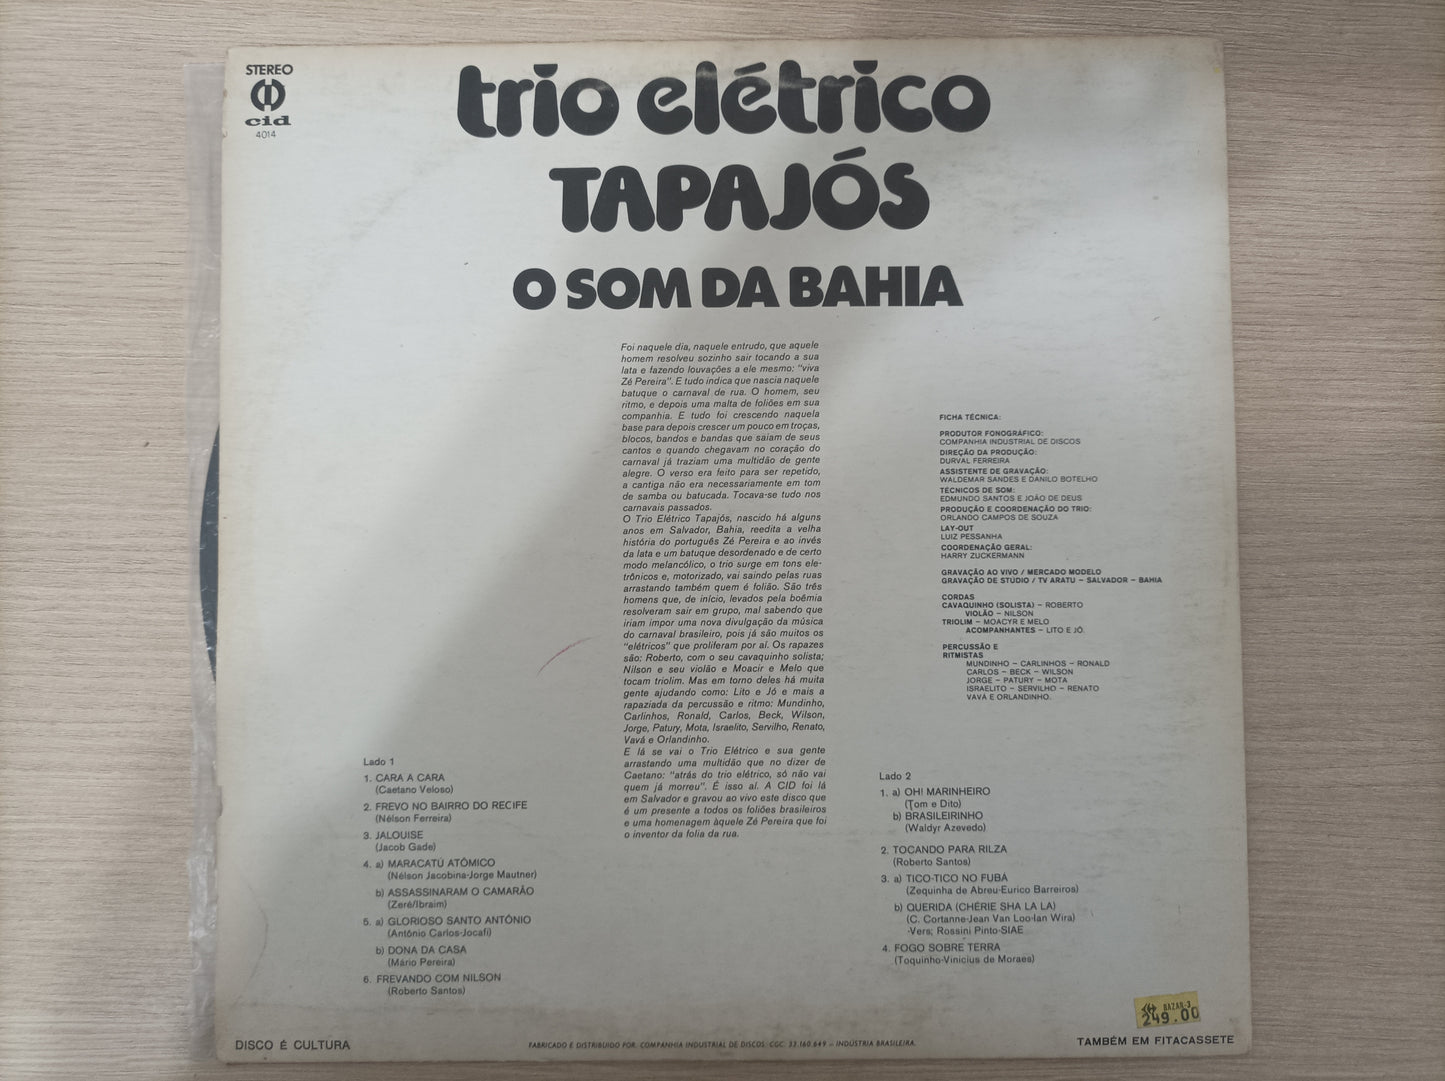 STEREO
cid
4014
trio elétrico
TAPAJÓS
O SOM DA BAHIA
Foi naquele dia, naquele entrudo, que aquele
homem resolveu sozinho sair tocando a sua
lata e fazendo louvações a ele mesmo: "viva
Zé Pereira". E tudo indica que nascia naquele
batuque o carnaval de rua. O homem, seu
ritmo, e depois uma malta de foliões em sua
companhia. E tudo foi crescendo naquela
base para depois crescer um pouco em troças,
blocos, bandos e bandas que saiam de seus
cantos e quando chegavam no coração do
carnaval já traziam uma multidão de gente
alegre. O verso era feito para ser repetido,
a cantiga não era necessariamente em tom
de samba ou batucada. Tocava-se tudo nos
carnavais passados.
O Trio Elétrico Tapajós, nascido há alguns
anos em Salvador, Bahia, reedita a velha
história do português Zé Pereira e ao invés
da lata e um batuque desordenado e de certo
modo melancólico, o trio surge em tons ele-
trônicos e, motorizado, vai saindo pelas ruas
arrastando também quem é folião. São três
homens que, de início, levados pela boêmia
resolveram sair em grupo, mal sabendo que
iriam impor uma nova divulgação da música
do carnaval brasileiro, pois já são muitos os
"elétricos" que proliferam por aí. Os rapazes
são: Roberto, com o seu cavaquinho solista;
Nilson e seu violão e Moacir e Melo que
tocam triolim. Mas em torno deles há muita
gente ajudando como: Lito e Jó e mais a
rapaziada da percussão e ritmo: Mundinho,
Carlinhos, Ronald, Carlos, Beck, Wilson,
Jorge, Patury, Mota, Israelito, Servilho, Renato,
Vavá e Orlandinho.
E lá se vai o Trio Elétrico e sua gente
arrastando uma multidão que no dizer de
Caetano: "atrás do trio elétrico, só não vai
quem já morreu". É isso aí. A CID foi lá
em Salvador e gravou ao vivo este disco que
é um presente a todos os foliões brasileiros
e uma homenagem àquele Zé Pereira que foi
o inventor da folia da rua.
FICHA TÉCNICA:
PRODUTOR FONOGRÁFICO:
COMPANHIA INDUSTRIAL DE DISCOS
DIREÇÃO DA PRODUÇÃO:
DURVAL FERREIRA
ASSISTENTE DE GRAVAÇÃO:
WALDEMAR SANDES E DANILO BOTELHO
TÉCNICOS DE SOM:
EDMUNDO SANTOS E JOÃO DE DEUS
PRODUÇÃO E COORDENAÇÃO DO TRIO:
ORLANDO CAMPOS DE SOUZA
LAY-OUT
LUIZ PESSANHA
COORDENAÇÃO GERAL:
HARRY ZUCKERMANN
GRAVAÇÃO AO VIVO / MERCADO MODELO
GRAVAÇÃO DE STÚDIO / TV ARATU – SALVADOR – BAHIA
CORDAS
CAVAQUINHO (SOLISTA) – ROBERTO
VIOLÃO – NILSON
TRIOLIM – MOACYR E MELO
ACOMPANHANTES – LITO E JÓ.
PERCUSSÃO E
RITMISTAS
MUNDINHO – CARLINHOS – RONALD
CARLOS – BECK – WILSON
JORGE – PATURY – MOTA
ISRAELITO – SERVILHO – RENATO
VAVÁ E ORLANDINHO.
Lado 1
1. CARA A CARA
(Caetano Veloso)
2. FREVO NO BAIRRO DO RECIFE
(Nélson Ferreira)
3. JALOUISE
(Jacob Gade)
4. a) MARACATÚ ATÔMICO
(Nélson Jacobina-Jorge Mautner)
b) ASSASSINARAM O CAMARÃO
(Zeré/Ibraim)
5. a) GLORIOSO SANTO ANTÔNIO
(Antônio Carlos-Jocafi)
b) DONA DA CASA
(Mário Pereira)
6. FREVANDO COM NILSON
(Roberto Santos)
Lado 2
1. a) OH! MARINHEIRO
(Tom e Dito)
b) BRASILEIRINHO
(Waldyr Azevedo)
2. TOCANDO PARA RILZA
(Roberto Santos)
3. a) TICO-TICO NO FUBÁ
(Zequinha de Abreu-Eurico Barreiros)
b) QUERIDA (CHÉRIE SHA LA LA)
(C. Cortanne-Jean Van Loo-Ian Wira)
-Vers; Rossini Pinto-SIAE
4. FOGO SOBRE TERRA
(Toquinho-Vinicius de Moraes)
BAZAR-3
249.00
DISCO É CULTURA
FABRICADO E DISTRIBUIDO POR: COMPANHIA INDUSTRIAL DE DISCOS. CGC: 33.160.649 – INDÚSTRIA BRASILEIRA.
TAMBÉM EM FITACASSETE